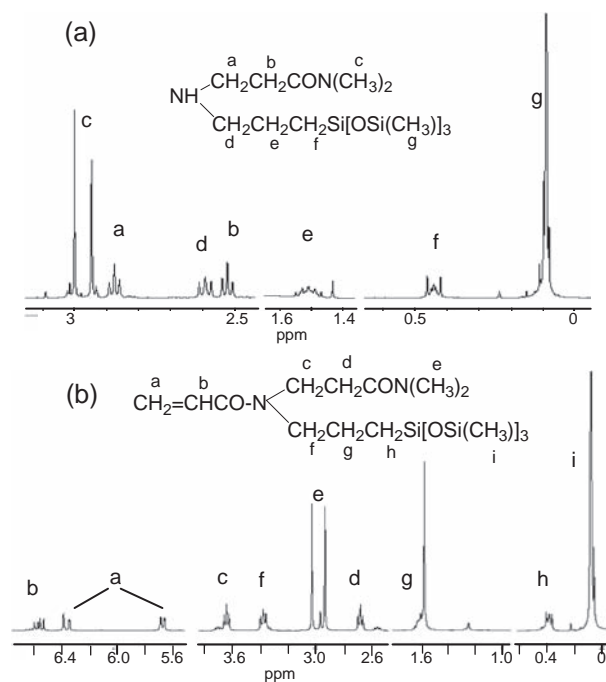 (a)
a b c
CH₂CH₂CON(CH₃)₂
NH
CH₂CH₂CH₂Si[OSi(CH₃)]₃
d e f g
c
a
d
b
e
f
g
3 2.5 1.6 1.4 0.5 0
ppm
(b)
c d e
CH₂CH₂CON(CH₃)₂
a b
CH₂=CHCO-N
CH₂CH₂CH₂Si[OSi(CH₃)]₃
f g h i
b
a
c
f
e
d
g
h
i
6.4 6.0 5.6 3.6 3.0 2.6 1.6 1.0 0.4 0
ppm